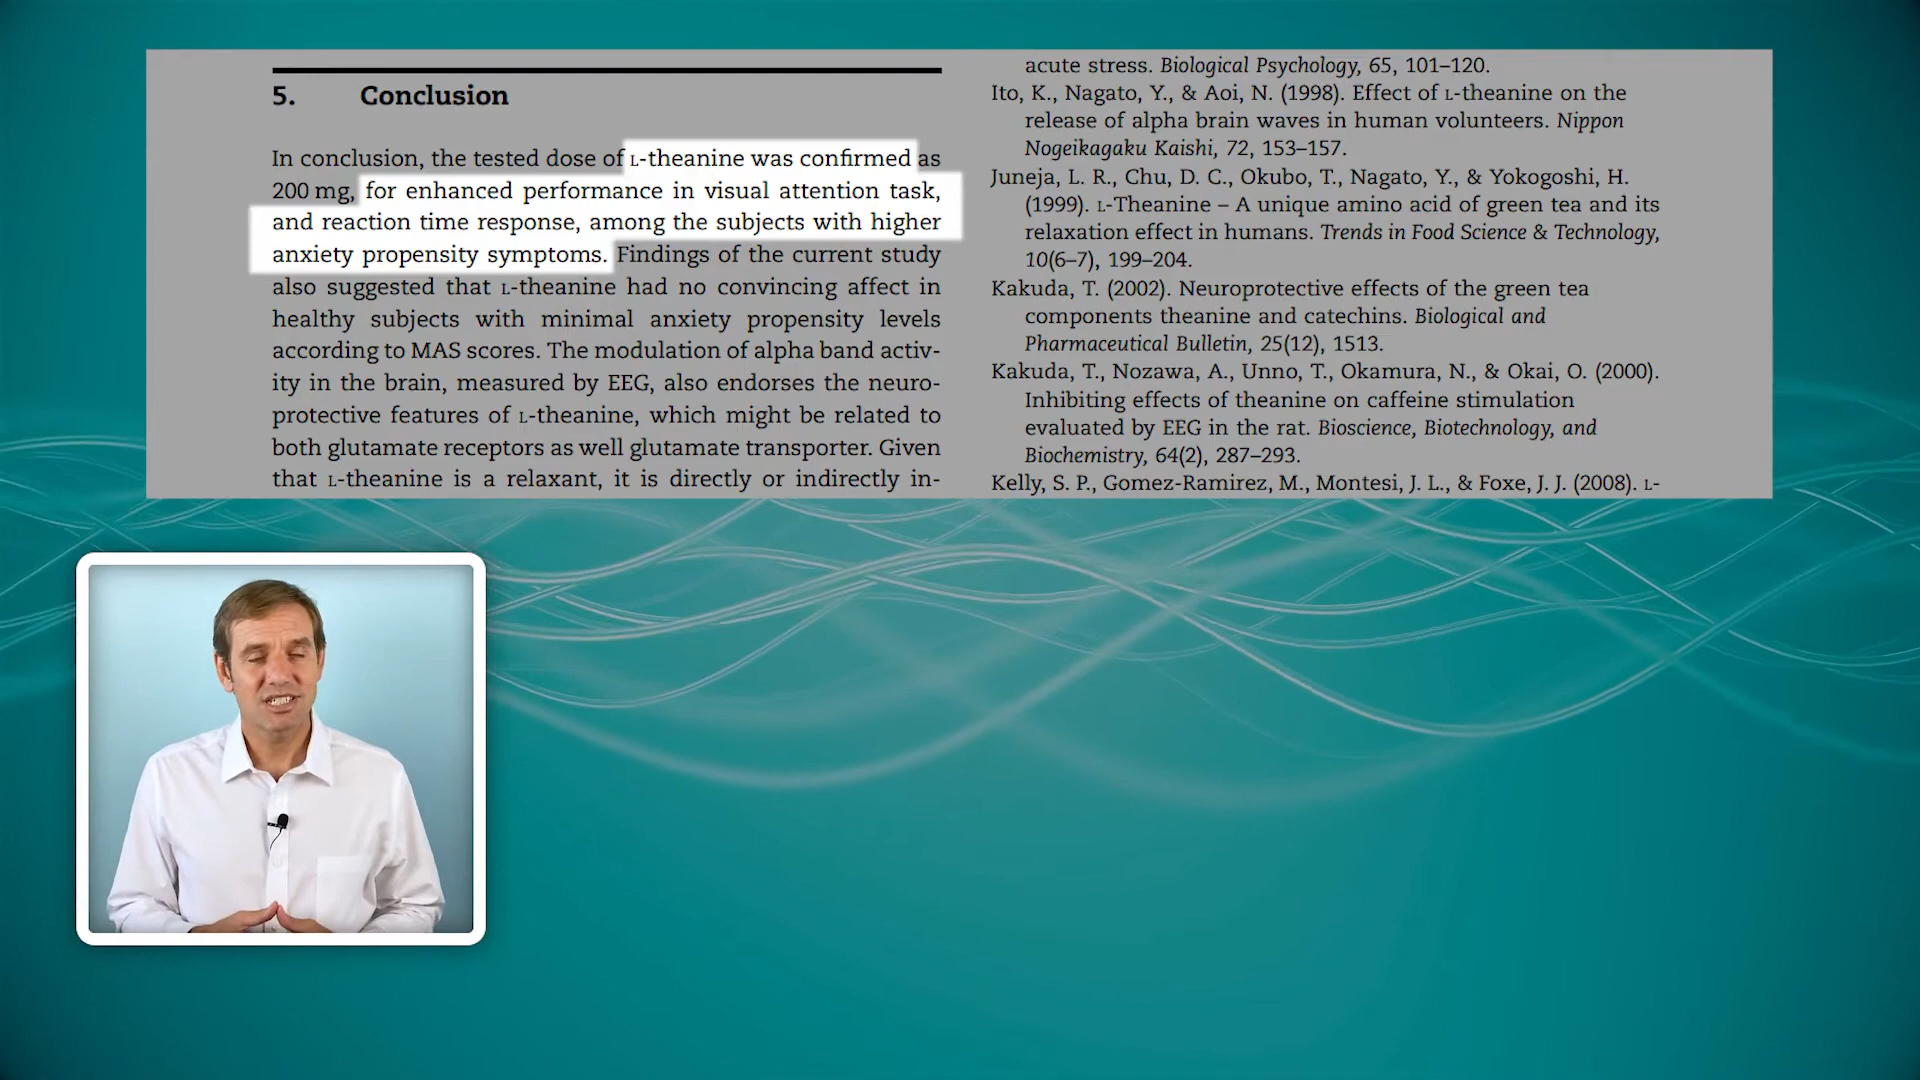 5. Conclusion
In conclusion, the tested dose of L-theanine was confirmed as
200 mg, for enhanced performance in visual attention task,
and reaction time response, among the subjects with higher
anxiety propensity symptoms. Findings of the current study
also suggested that L-theanine had no convincing affect in
healthy subjects with minimal anxiety propensity levels
according to MAS scores. The modulation of alpha band activ-
ity in the brain, measured by EEG, also endorses the neuro-
protective features of L-theanine, which might be related to
both glutamate receptors as well glutamate transporter. Given
that L-theanine is a relaxant, it is directly or indirectly in-
acute stress. Biological Psychology, 65, 101–120.
Ito, K., Nagato, Y., & Aoi, N. (1998). Effect of L-theanine on the
release of alpha brain waves in human volunteers. Nippon
Nogeikagaku Kaishi, 72, 153–157.
Juneja, L. R., Chu, D. C., Okubo, T., Nagato, Y., & Yokogoshi, H.
(1999). L-Theanine – A unique amino acid of green tea and its
relaxation effect in humans. Trends in Food Science & Technology,
10(6–7), 199–204.
Kakuda, T. (2002). Neuroprotective effects of the green tea
components theanine and catechins. Biological and
Pharmaceutical Bulletin, 25(12), 1513.
Kakuda, T., Nozawa, A., Unno, T., Okamura, N., & Okai, O. (2000).
Inhibiting effects of theanine on caffeine stimulation
evaluated by EEG in the rat. Bioscience, Biotechnology, and
Biochemistry, 64(2), 287–293.
Kelly, S. P., Gomez-Ramirez, M., Montesi, J. L., & Foxe, J. J. (2008). L-